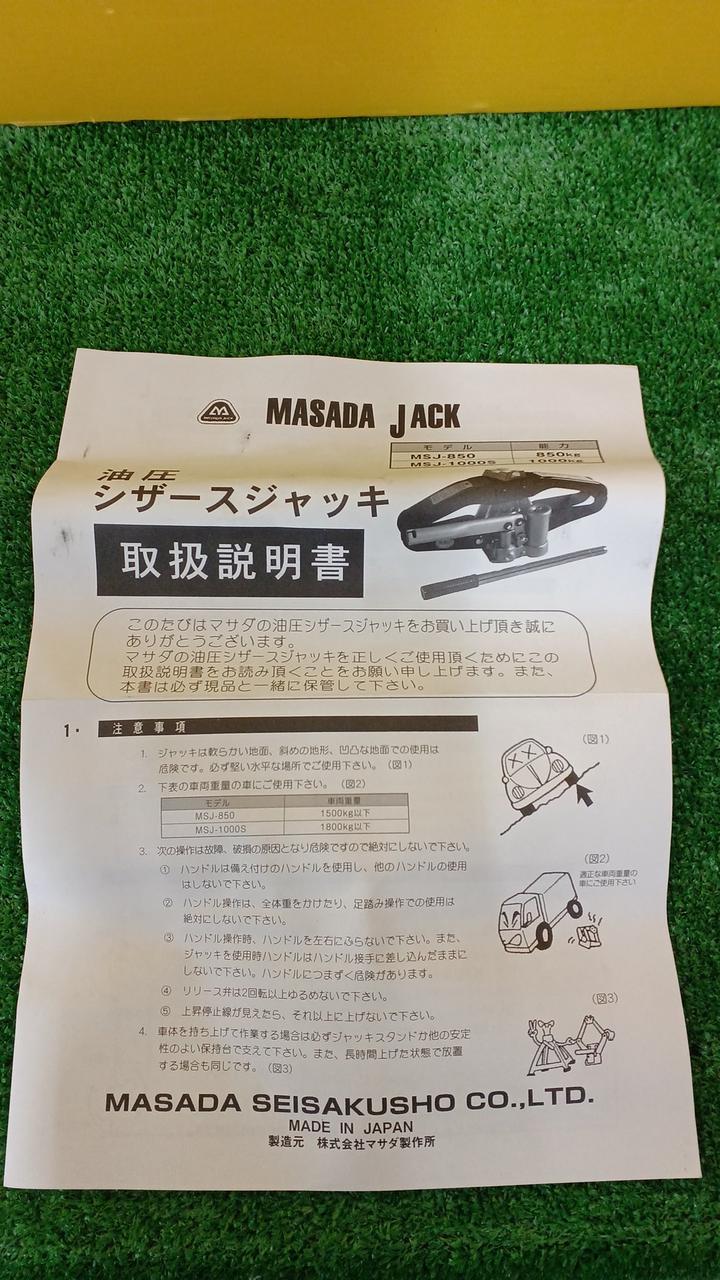 MASADA JACK
MASADA JACK
モデル 能力
MSJ-850 850kg
MSJ-1000S 1000kg
油圧
シザースジャッキ
取扱説明書
このたびはマサダの油圧シザースジャッキをお買い上げ頂き誠に
ありがとうございます。
マサダの油圧シザースジャッキを正しくご使用頂くためにこの
取扱説明書をお読み頂くことをお願い申し上げます。また、
本書は必ず現品と一緒に保管して下さい。
1・ 注意事項
1. ジャッキは軟らかい地面、斜めの地形、凹凸な地面での使用は
危険です。必ず堅い水平な場所でご使用下さい。(図1)
(図1)
2. 下表の車両重量の車にご使用下さい。(図2)
モデル 車両重量
MSJ-850 1500kg以下
MSJ-1000S 1800kg以下
3. 次の操作は故障、破損の原因となり危険ですので絶対にしないで下さい。
① ハンドルは備え付けのハンドルを使用し、他のハンドルの使用
はしないで下さい。
② ハンドル操作は、全体重をかけたり、足踏み操作での使用は
絶対にしないで下さい。
(図2)
適正な車両重量の
車にご使用下さい
③ ハンドル操作時、ハンドルを左右にふらないで下さい。また、
ジャッキを使用時ハンドルはハンドル接手に差し込んだままに
しないで下さい。ハンドルにつまずく危険があります。
④ リリース弁は2回転以上ゆるめないで下さい。
⑤ 上昇停止線が見えたら、それ以上に上げないで下さい。
(図3)
4. 車体を持ち上げて作業する場合は必ずジャッキスタンドか他の安定
性のよい保持台で支えて下さい。また、長時間上げた状態で放置
する場合も同じです。(図3)
MASADA SEISAKUSHO CO.,LTD.
MADE IN JAPAN
製造元 株式会社マサダ製作所